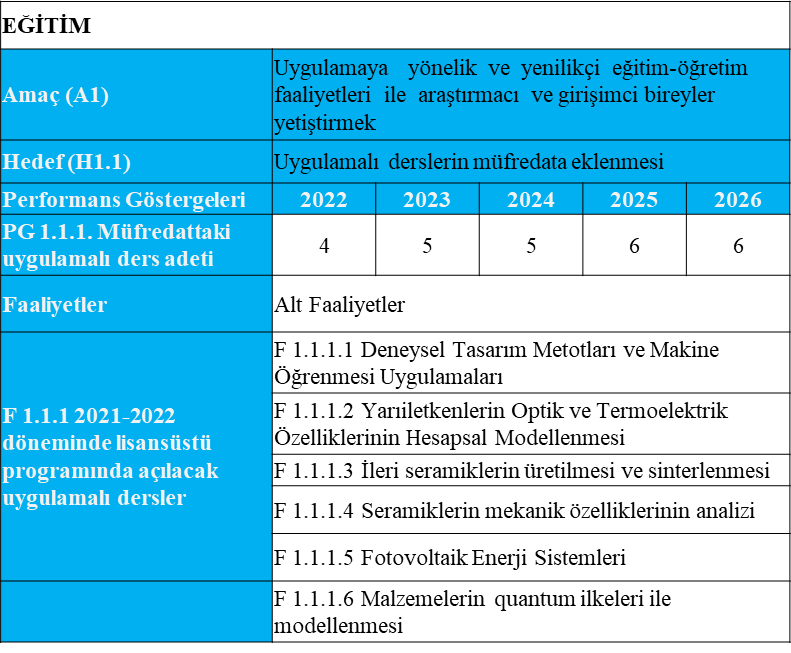 EĞİTİM
Amaç (A1)
Uygulamaya yönelik ve yenilikçi eğitim-öğretim
faaliyetleri ile araştırmacı ve girişimci bireyler
yetiştirmek
Hedef (H1.1)
Uygulamalı derslerin müfredata eklenmesi
Performans Göstergeleri 2022 2023 2024 2025 2026
PG 1.1.1. Müfredattaki
uygulamalı ders adeti
4 5 5 6 6
Faaliyetler
Alt Faaliyetler
F 1.1.1 2021-2022
döneminde lisansüstü
programında açılacak
uygulamalı dersler
F 1.1.1.1 Deneysel Tasarım Metotları ve Makine
Öğrenmesi Uygulamaları
F 1.1.1.2 Yarıiletkenlerin Optik ve Termoelektrik
Özelliklerinin Hesapsal Modellenmesi
F 1.1.1.3 İleri seramiklerin üretilmesi ve sinterlenmesi
F 1.1.1.4 Seramiklerin mekanik özelliklerinin analizi
F 1.1.1.5 Fotovoltaik Enerji Sistemleri
F 1.1.1.6 Malzemelerin quantum ilkeleri ile
modellenmesi